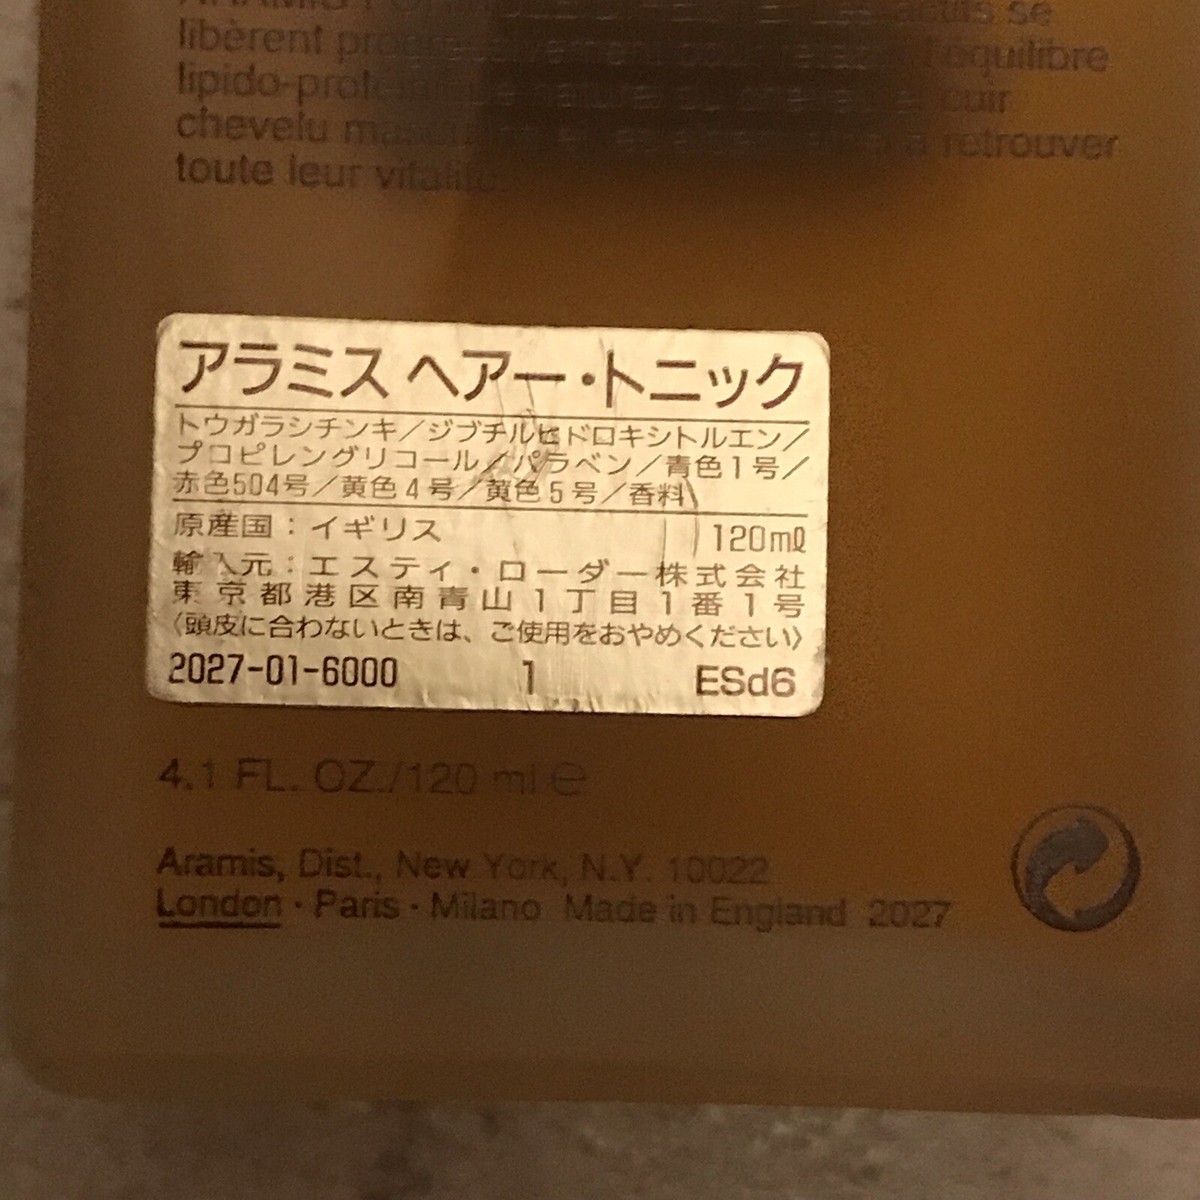 actifs se
libèrent l'équilibre
cuir
chevelu à retrouver
toute leur vitalité.
アラミス ヘアー・トニック
トウガラシチンキ／ジブチルヒドロキシトルエン／
プロピレングリコール／パラベン／青色1号／
赤色504号／黄色4号／黄色5号／香料
原産国：イギリス 120ml
輸入元：エスティ・ローダー株式会社
東京都港区南青山1丁目1番1号
〈頭皮に合わないときは、ご使用をおやめください〉
2027-01-6000 1 ESd6
4.1 FL. OZ./120 ml e
Aramis, Dist., New York, N.Y. 10022
London · Paris · Milano Made in England 2027